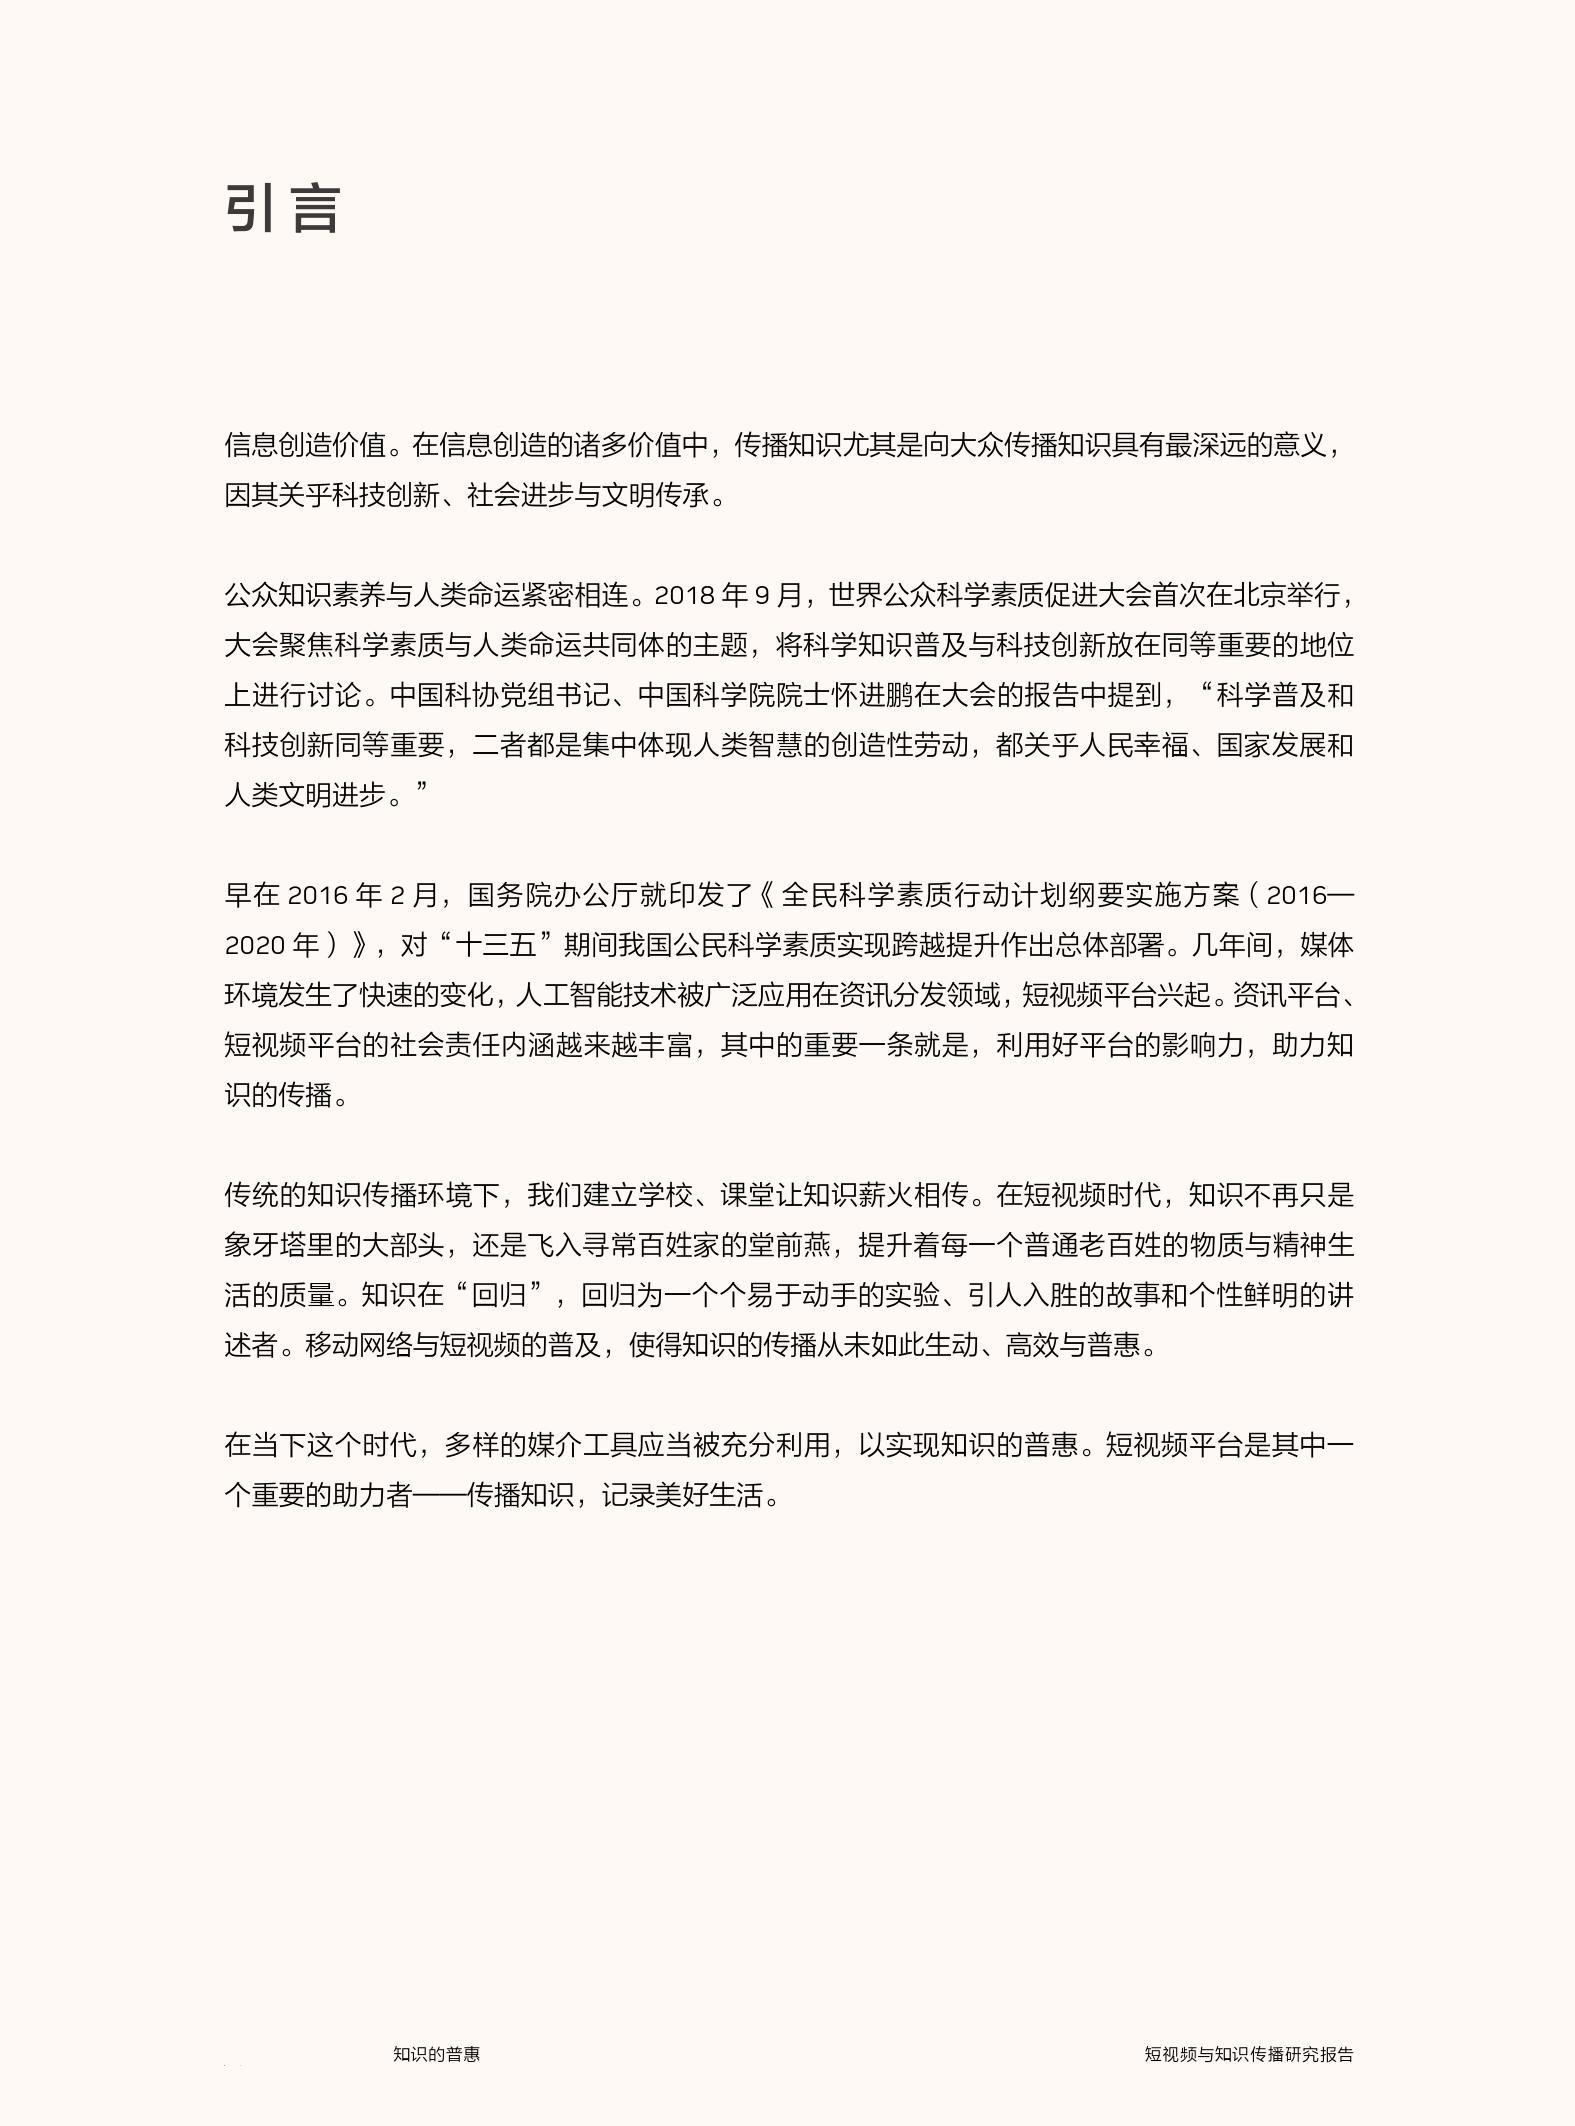 引言
信息创造价值。在信息创造的诸多价值中，传播知识尤其是向大众传播知识具有最深远的意义，
因其关乎科技创新、社会进步与文明传承。
公众知识素养与人类命运紧密相连。2018 年 9 月，世界公众科学素质促进大会首次在北京举行，
大会聚焦科学素质与人类命运共同体的主题，将科学知识普及与科技创新放在同等重要的地位
上进行讨论。中国科协党组书记、中国科学院院士怀进鹏在大会的报告中提到，“科学普及和
科技创新同等重要，二者都是集中体现人类智慧的创造性劳动，都关乎人民幸福、国家发展和
人类文明进步。”
早在 2016 年 2 月，国务院办公厅就印发了《 全民科学素质行动计划纲要实施方案（ 2016—
2020 年 ）》，对“十三五”期间我国公民科学素质实现跨越提升作出总体部署。几年间，媒体
环境发生了快速的变化，人工智能技术被广泛应用在资讯分发领域，短视频平台兴起。资讯平台、
短视频平台的社会责任内涵越来越丰富，其中的重要一条就是，利用好平台的影响力，助力知
识的传播。
传统的知识传播环境下，我们建立学校、课堂让知识薪火相传。在短视频时代，知识不再只是
象牙塔里的大部头，还是飞入寻常百姓家的堂前燕，提升着每一个普通老百姓的物质与精神生
活的质量。知识在“回归”，回归为一个个易于动手的实验、引人入胜的故事和个性鲜明的讲
述者。移动网络与短视频的普及，使得知识的传播从未如此生动、高效与普惠。
在当下这个时代，多样的媒介工具应当被充分利用，以实现知识的普惠。短视频平台是其中一
个重要的助力者——传播知识，记录美好生活。
知识的普惠
短视频与知识传播研究报告